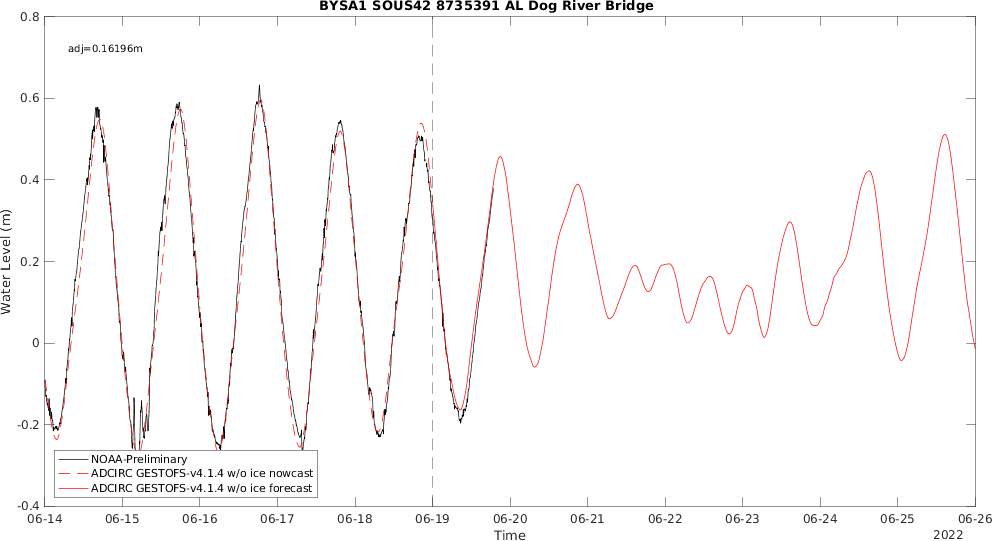 BYSA1 SOUS42 8735391 AL Dog River Bridge
adj=0.16196m
Water Level (m)
0.8
0.6
0.4
0.2
0
-0.2
-0.4
NOAA-Preliminary
ADCIRC GESTOFS-v4.1.4 w/o ice nowcast
ADCIRC GESTOFS-v4.1.4 w/o ice forecast
06-14 06-15 06-16 06-17 06-18 06-19 06-20 06-21 06-22 06-23 06-24 06-25 06-26
Time
2022